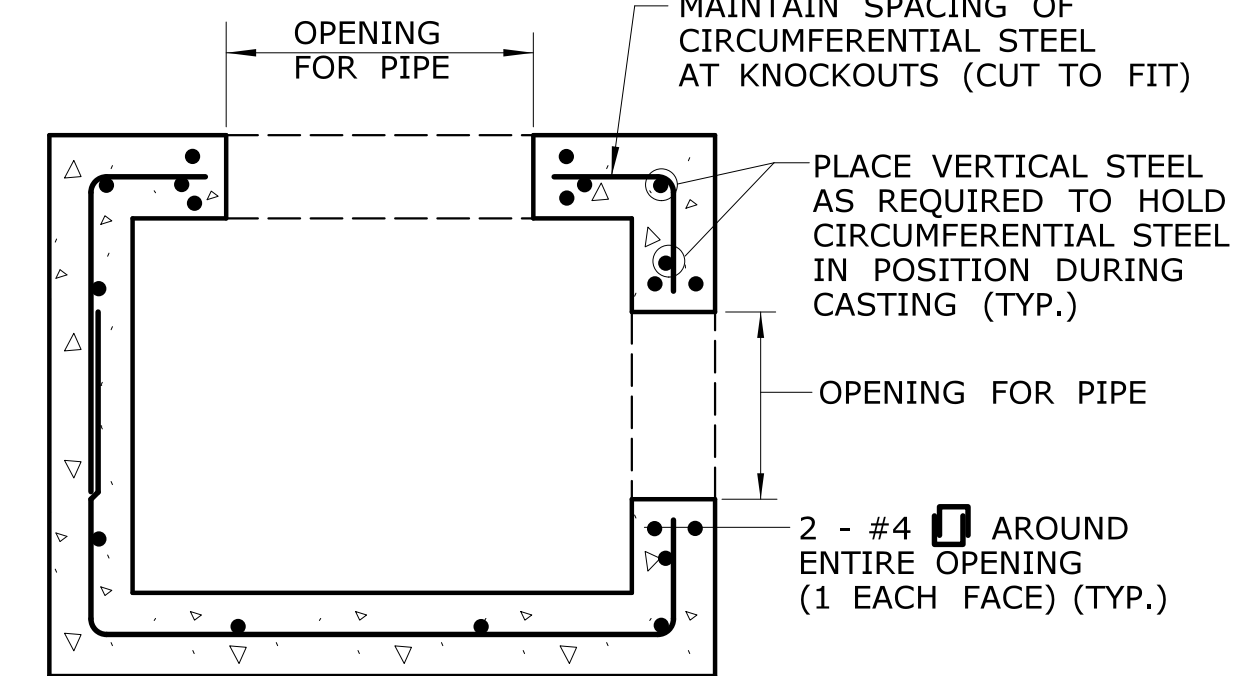 OPENING
FOR PIPE
MAINTAIN SPACING OF
CIRCUMFERENTIAL STEEL
AT KNOCKOUTS (CUT TO FIT)
PLACE VERTICAL STEEL
AS REQUIRED TO HOLD
CIRCUMFERENTIAL STEEL
IN POSITION DURING
CASTING (TYP.)
OPENING FOR PIPE
2 - #4 AROUND
ENTIRE OPENING
(1 EACH FACE) (TYP.)